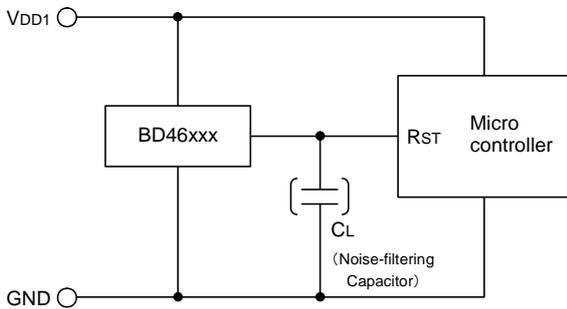 VDD1
BD46xxx
RST
Micro
controller
CL
（Noise-filtering
Capacitor）
GND